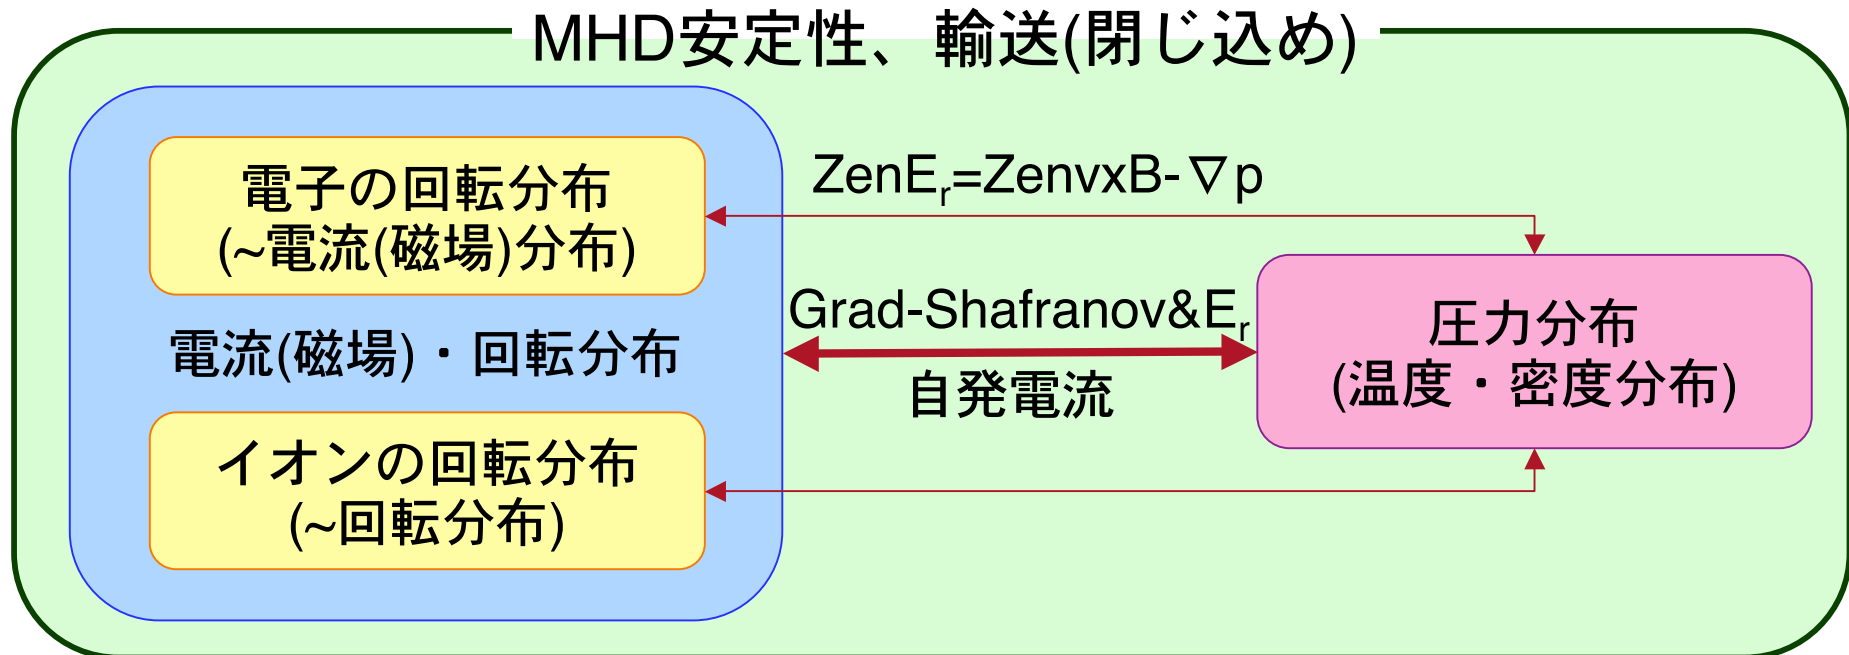 MHD安定性、輸送(閉じ込め)
電子の回転分布
(~電流(磁場)分布)
電流(磁場)・回転分布
イオンの回転分布
(~回転分布)
ZenEr=ZenvxB-∇p
Grad-Shafranov&Er
自発電流
圧力分布
(温度・密度分布)